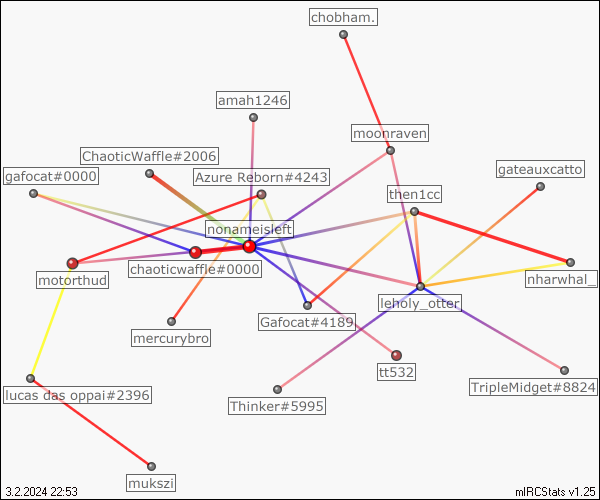 chobham.
amah1246
moonraven
ChaoticWaffle#2006
gafocat#0000
Azure Reborn#4243
gateauxcatto
then1cc
nonameisleft
chaoticwaffle#0000
motorthud
nharwhal_
leholy_otter
Gafocat#4189
mercurybro
tt532
TripleMidget#8824
lucas das oppai#2396
Thinker#5995
mukszi
3.2.2024 22:53
mIRCStats v1.25